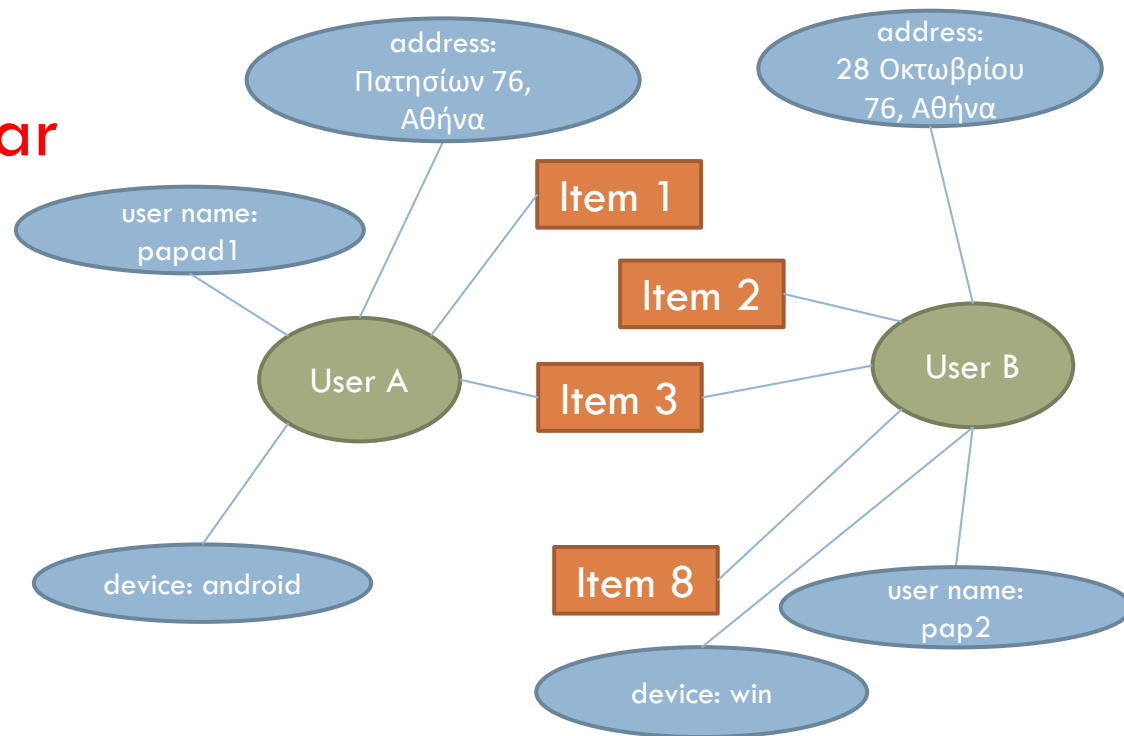 address:
Πατησίων 76,
Αθήνα
address:
28 Οκτωβρίου
76, Αθήνα
ar
user name:
papad1
Item 1
Item 2
User A
Item 3
User B
device: android
Item 8
user name:
pap2
device: win